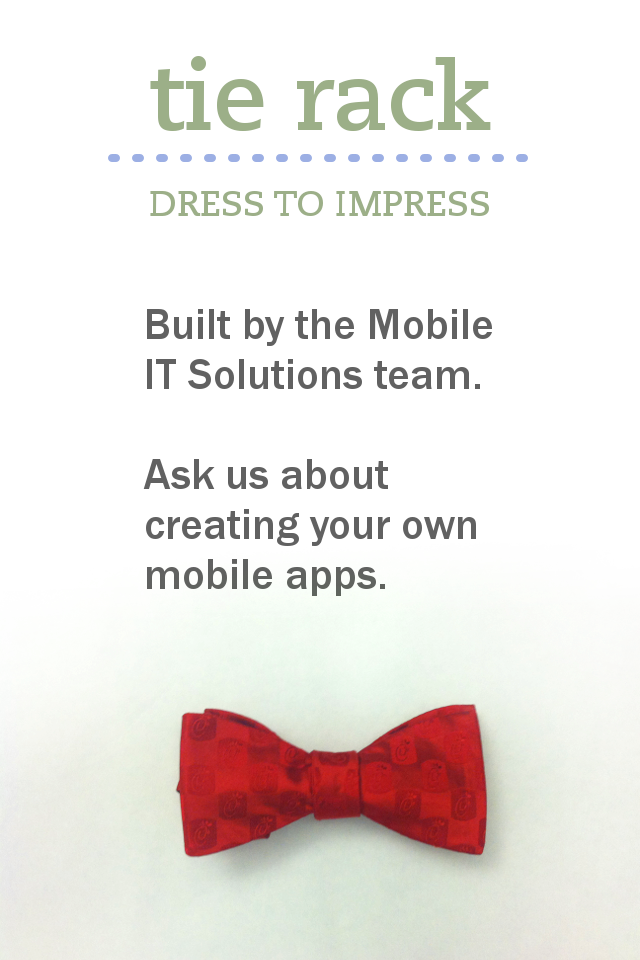 tie rack
DRESS TO IMPRESS
Built by the Mobile
IT Solutions team.
Ask us about
creating your own
mobile apps.